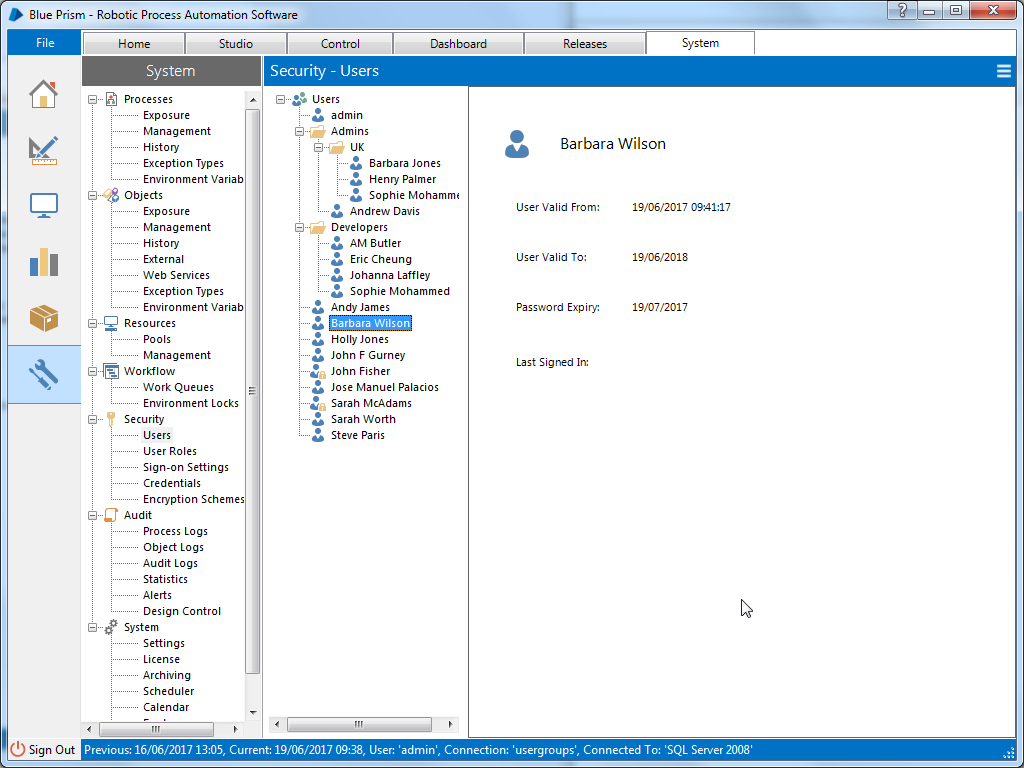 Blue Prism - Robotic Process Automation Software
File
Home
Studio
Control
Dashboard
Releases
System
System
Security - Users
Processes
Exposure
Management
History
Exception Types
Environment Variab
Objects
Exposure
Management
History
External
Web Services
Exception Types
Environment Variab
Resources
Pools
Management
Workflow
Work Queues
Environment Locks
Security
Users
User Roles
Sign-on Settings
Credentials
Encryption Schemes
Audit
Process Logs
Object Logs
Audit Logs
Statistics
Alerts
Design Control
System
Settings
License
Archiving
Scheduler
Calendar
Users
admin
Admins
UK
Barbara Jones
Henry Palmer
Sophie Mohamme
Andrew Davis
Developers
AM Butler
Eric Cheung
Johanna Laffley
Sophie Mohammed
Andy James
Barbara Wilson
Holly Jones
John F Gurney
John Fisher
Jose Manuel Palacios
Sarah McAdams
Sarah Worth
Steve Paris
Barbara Wilson
User Valid From: 19/06/2017 09:41:17
User Valid To: 19/06/2018
Password Expiry: 19/07/2017
Last Signed In:
Sign Out
Previous: 16/06/2017 13:05, Current: 19/06/2017 09:38, User: 'admin', Connection: 'usergroups', Connected To: 'SQL Server 2008'